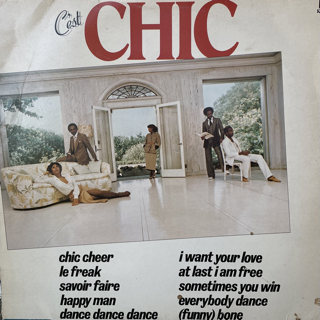 C'est
CHIC
chic cheer
le freak
savoir faire
happy man
dance dance dance
i want your love
at last i am free
sometimes you win
everybody dance
(funny) bone